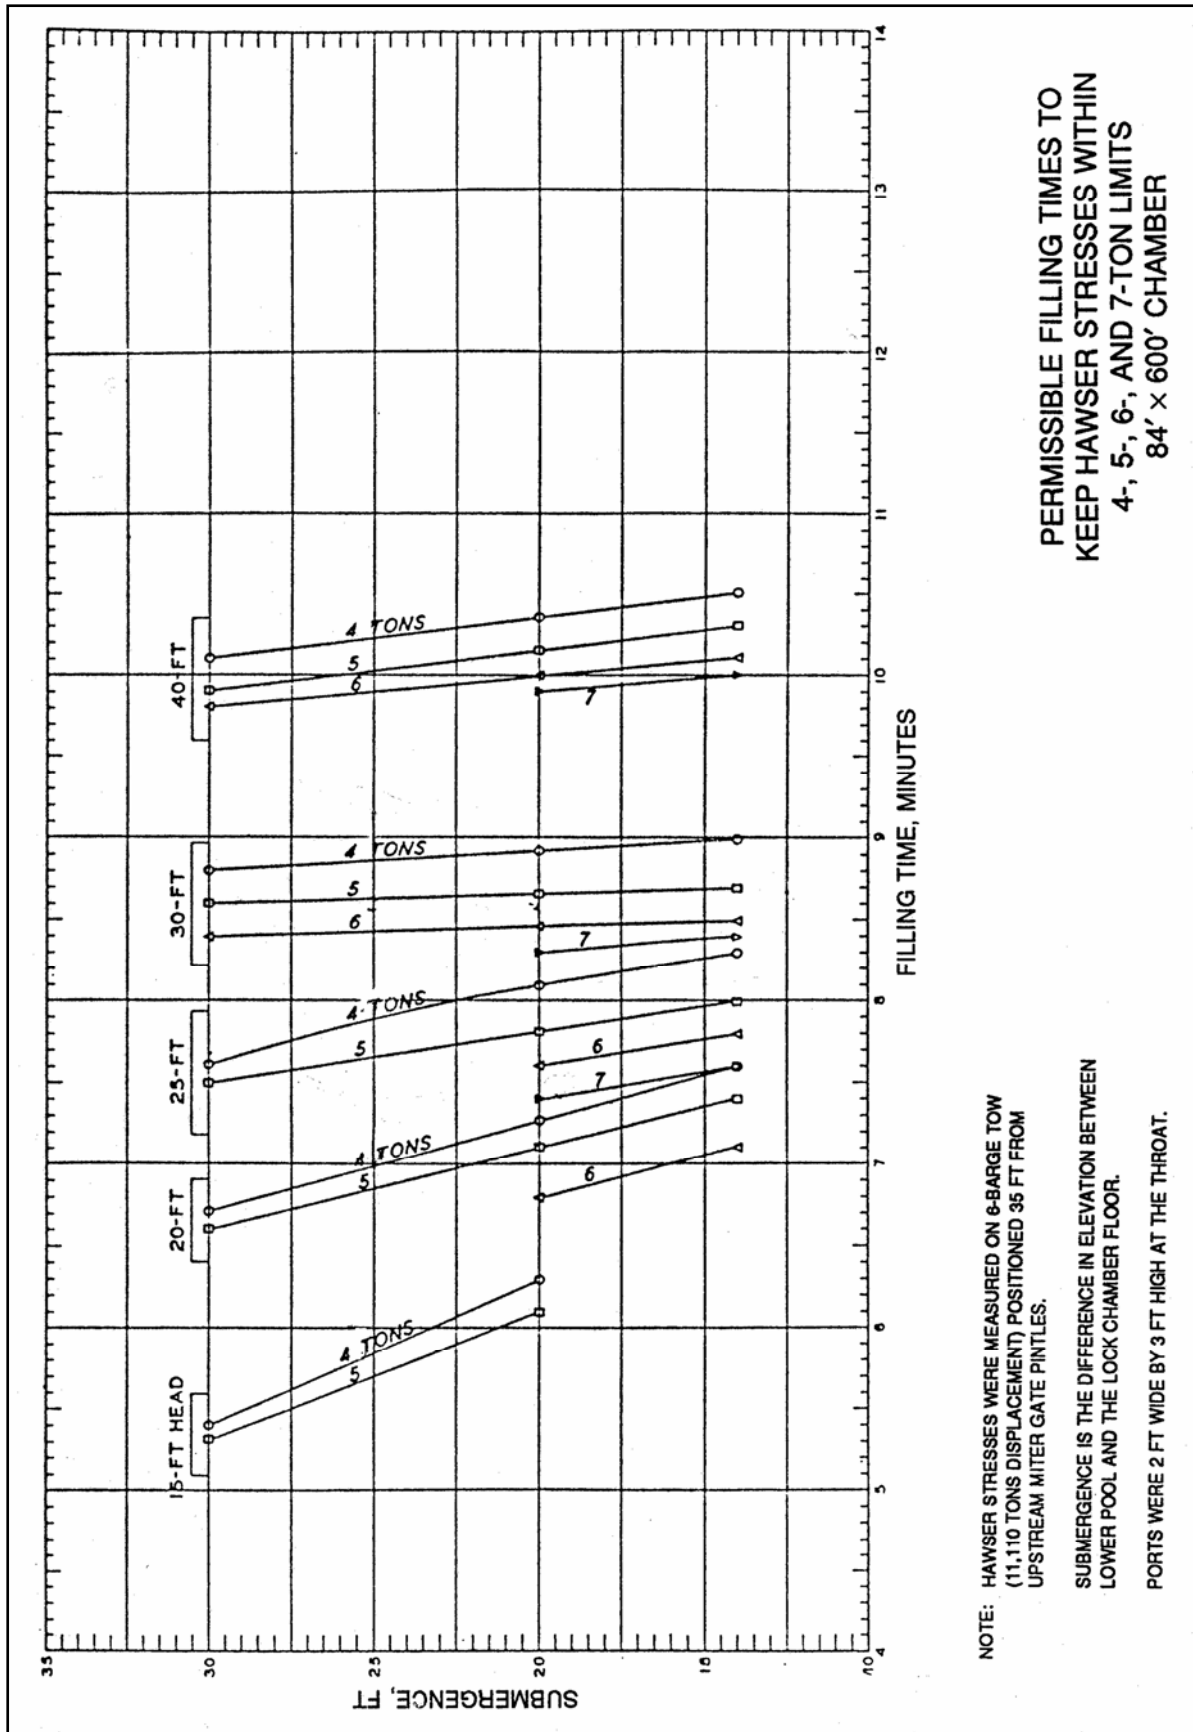 35
30
25
20
15
10
SUBMERGENCE, FT
4
5
6
7
8
9
10
11
12
13
14
FILLING TIME, MINUTES
15-FT HEAD
4 TONS
5
20-FT
4 TONS
5
6
25-FT
4 TONS
5
6
7
30-FT
4 TONS
5
6
7
40-FT
4 TONS
5
6
7
NOTE: HAWSER STRESSES WERE MEASURED ON 6-BARGE TOW
(11,110 TONS DISPLACEMENT) POSITIONED 35 FT FROM
UPSTREAM MITER GATE PINTLES.
SUBMERGENCE IS THE DIFFERENCE IN ELEVATION BETWEEN
LOWER POOL AND THE LOCK CHAMBER FLOOR.
PORTS WERE 2 FT WIDE BY 3 FT HIGH AT THE THROAT.
PERMISSIBLE FILLING TIMES TO
KEEP HAWSER STRESSES WITHIN
4-, 5-, 6-, AND 7-TON LIMITS
84′ × 600′ CHAMBER